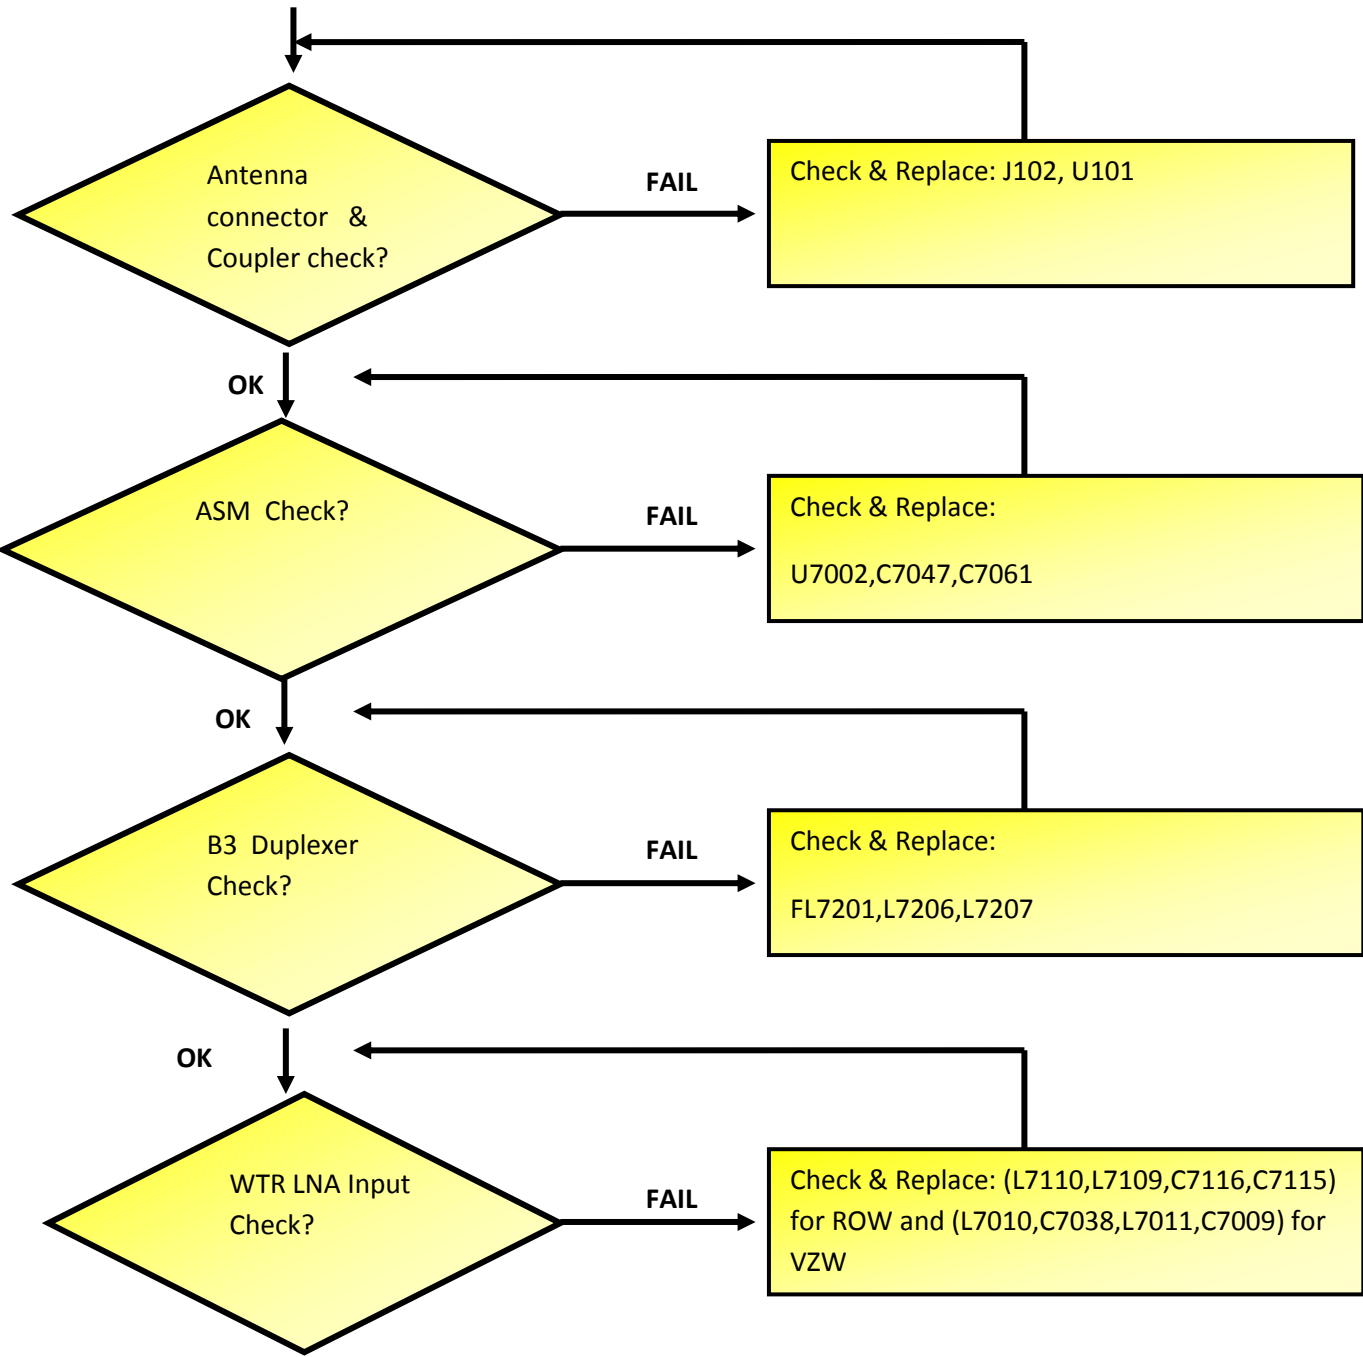 Antenna
connector &
Coupler check?
FAIL
Check & Replace: J102, U101
OK
ASM Check?
FAIL
Check & Replace:
U7002,C7047,C7061
OK
B3 Duplexer
Check?
FAIL
Check & Replace:
FL7201,L7206,L7207
OK
WTR LNA Input
Check?
FAIL
Check & Replace: (L7110,L7109,C7116,C7115)
for ROW and (L7010,C7038,L7011,C7009) for
VZW